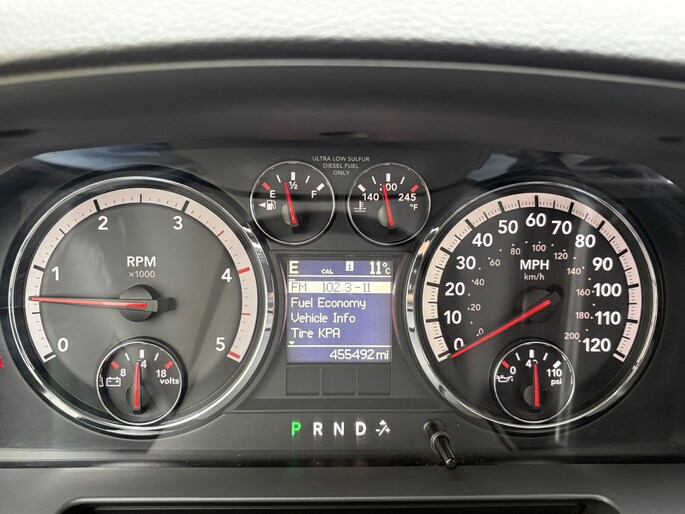 ULTRA LOW SULFUR
DIESEL FUEL
ONLY
E ½ F
140 200 245
°F
0 1 2 3 4 5
RPM
×1000
8 14 18
volts
E CAL i 11°C
FM 102.3-11
Fuel Economy
Vehicle Info
Tire KPA
455492 mi
0 10 20 30 40 50 60 70 80 90 100 110 120
MPH
km/h
0 20 40 60 80 100 120 140 160 180 200
0 110
psi
P R N D